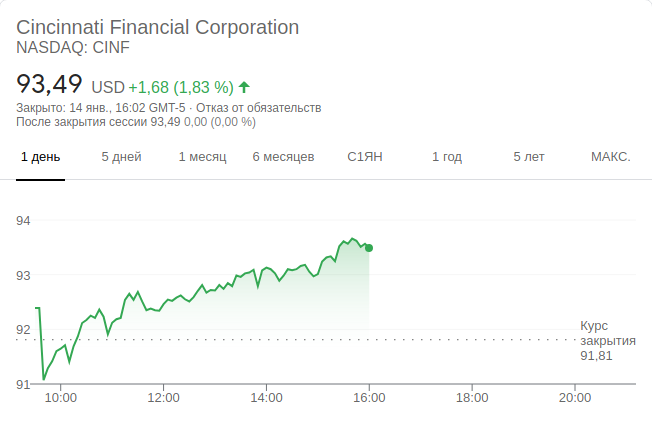 Cincinnati Financial Corporation
NASDAQ: CINF
93,49 USD +1,68 (1,83 %)
Закрыто: 14 янв., 16:02 GMT-5 · Отказ от обязательств
После закрытия сессии 93,49 0,00 (0,00 %)
1 день 5 дней 1 месяц 6 месяцев С1ЯН 1 год 5 лет МАКС.
94
93
92
Курс
закрытия
91,81
91
10:00 12:00 14:00 16:00 18:00 20:00